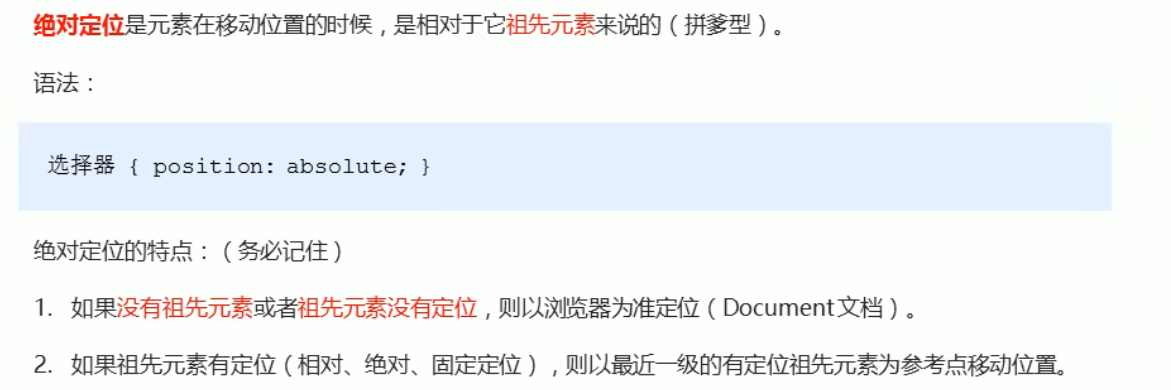 绝对定位是元素在移动位置的时候，是相对于它祖先元素来说的（拼爹型）。
语法：
选择器 { position: absolute; }
绝对定位的特点：（务必记住）
1. 如果没有祖先元素或者祖先元素没有定位，则以浏览器为准定位（Document文档）。
2. 如果祖先元素有定位（相对、绝对、固定定位），则以最近一级的有定位祖先元素为参考点移动位置。